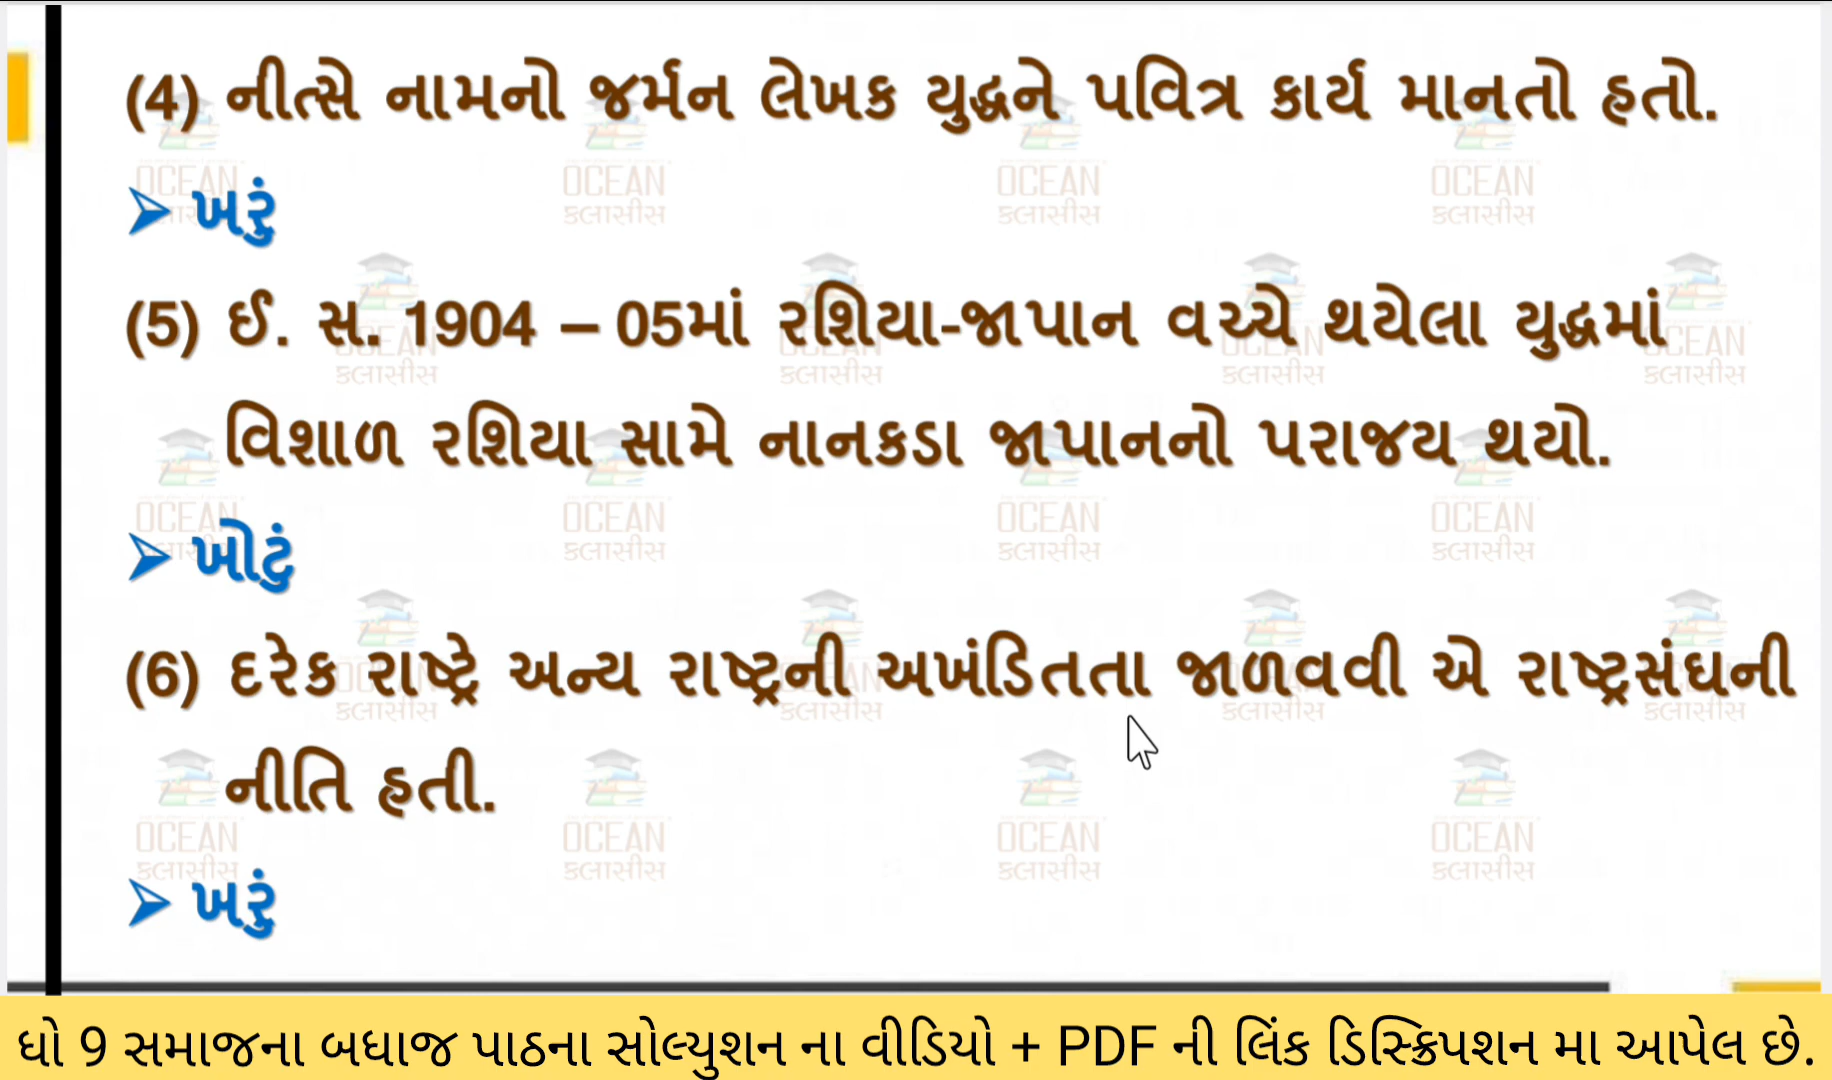 (4) નીત્સે નામનો જર્મન લેખક યુદ્ધને પવિત્ર કાર્ય માનતો હતો.
➢ ખરું
(5) ઈ. સ. 1904 – 05માં રશિયા-જાપાન વચ્ચે થયેલા યુદ્ધમાં
વિશાળ રશિયા સામે નાનકડા જાપાનનો પરાજય થયો.
➢ ખોટું
(6) દરેક રાષ્ટ્રે અન્ય રાષ્ટ્રની અખંડિતતા જાળવવી એ રાષ્ટ્રસંઘની
નીતિ હતી.
➢ ખરું
ધો 9 સમાજના બધાજ પાઠના સોલ્યુશન ના વીડિયો + PDF ની લિંક ડિસ્ક્રિપશન મા આપેલ છે.
OCEAN
ક્લાસીસ